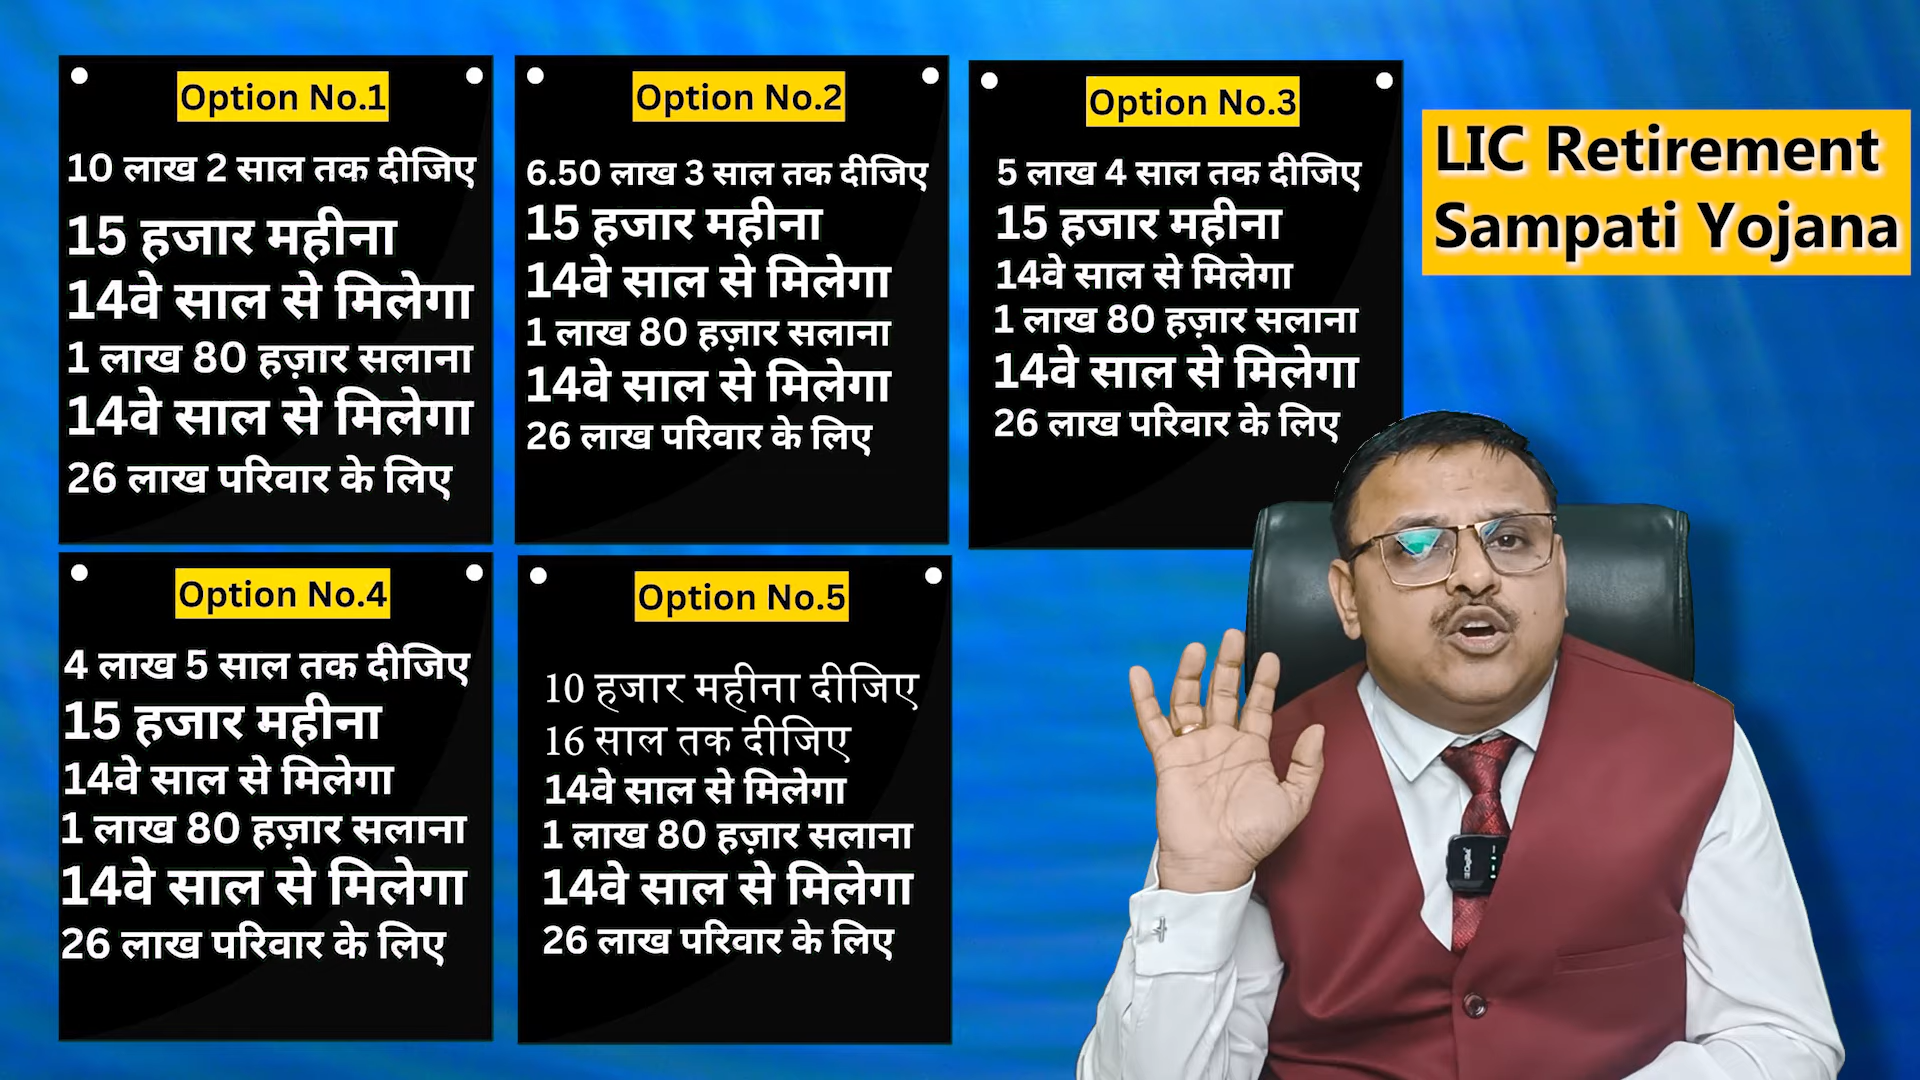 Option No.1
10 लाख 2 साल तक दीजिए
15 हजार महीना
14वे साल से मिलेगा
1 लाख 80 हज़ार सलाना
14वे साल से मिलेगा
26 लाख परिवार के लिए
Option No.2
6.50 लाख 3 साल तक दीजिए
15 हजार महीना
14वे साल से मिलेगा
1 लाख 80 हज़ार सलाना
14वे साल से मिलेगा
26 लाख परिवार के लिए
Option No.3
5 लाख 4 साल तक दीजिए
15 हजार महीना
14वे साल से मिलेगा
1 लाख 80 हज़ार सलाना
14वे साल से मिलेगा
26 लाख परिवार के लिए
LIC Retirement
Sampati Yojana
Option No.4
4 लाख 5 साल तक दीजिए
15 हजार महीना
14वे साल से मिलेगा
1 लाख 80 हज़ार सलाना
14वे साल से मिलेगा
26 लाख परिवार के लिए
Option No.5
10 हजार महीना दीजिए
16 साल तक दीजिए
14वे साल से मिलेगा
1 लाख 80 हज़ार सलाना
14वे साल से मिलेगा
26 लाख परिवार के लिए